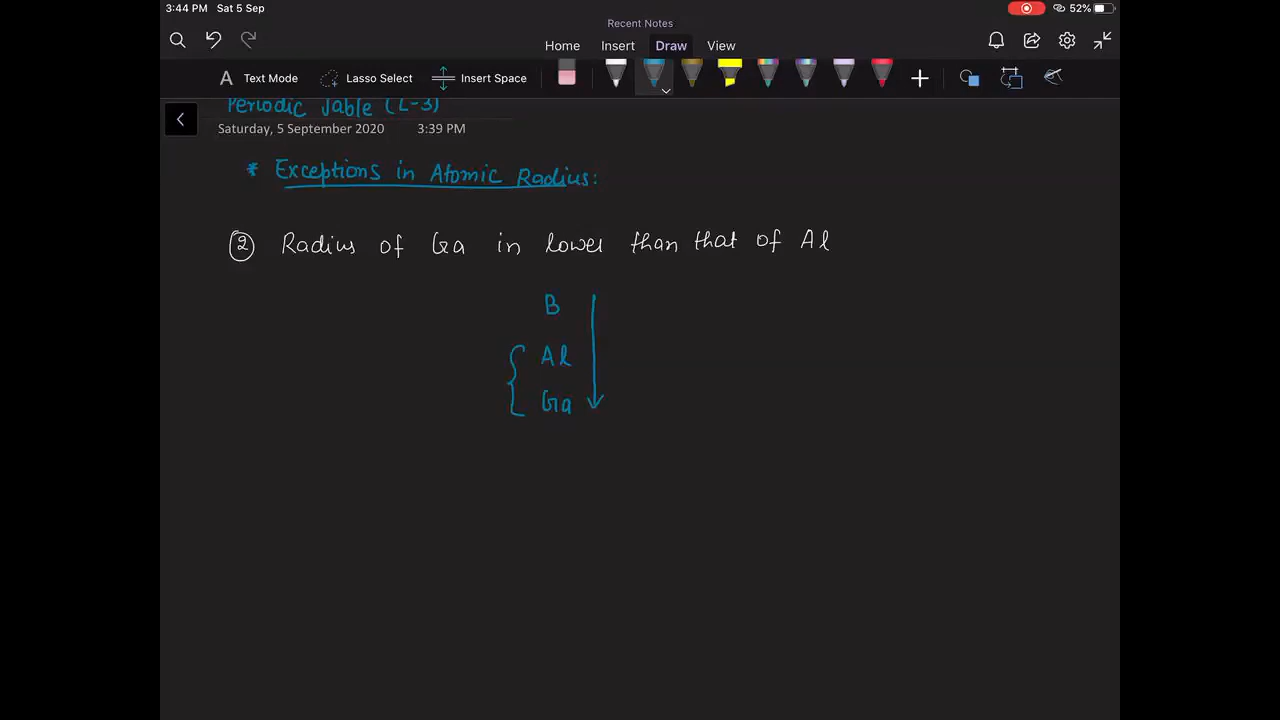 3:44 PM Sat 5 Sep
52%
Recent Notes
Home Insert Draw View
Text Mode Lasso Select Insert Space
Periodic Table (L-3)
Saturday, 5 September 2020 3:39 PM
* Exceptions in Atomic Radius:
② Radius of Ga in lower than that of Al
B
Al
Ga